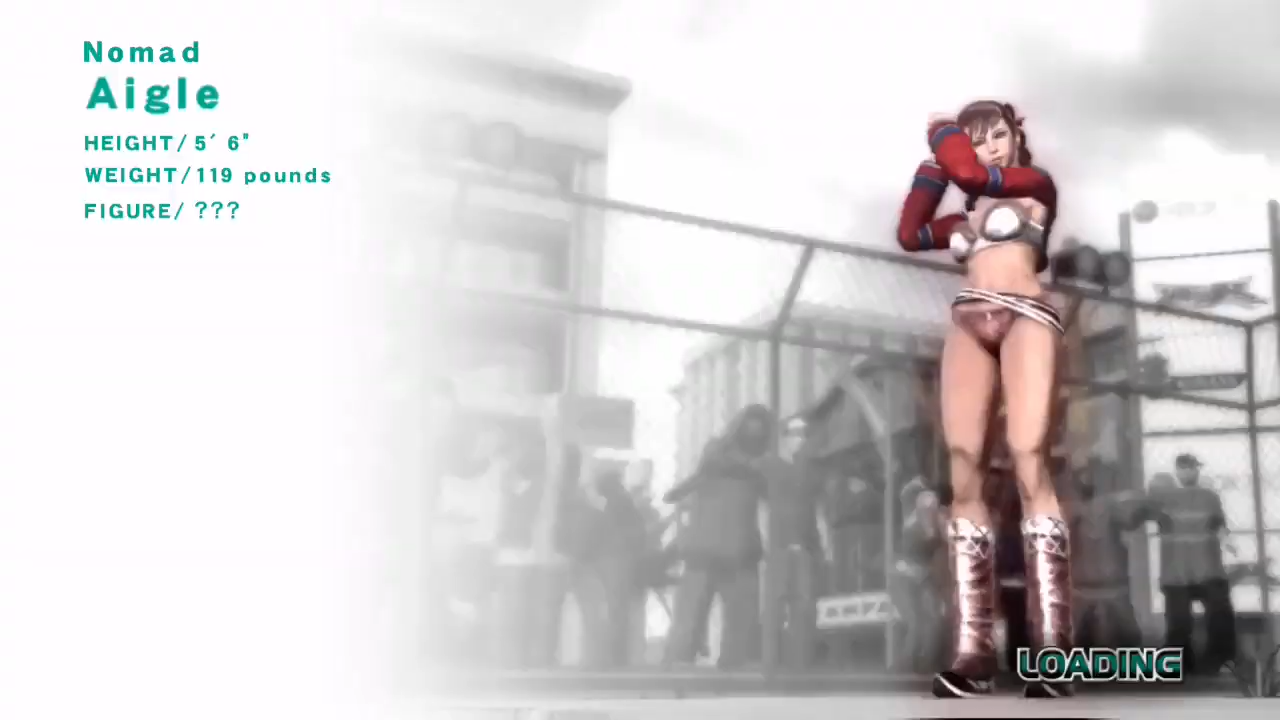 Nomad
Aigle
HEIGHT/ 5′ 6"
WEIGHT/119 pounds
FIGURE/ ???
LOADING